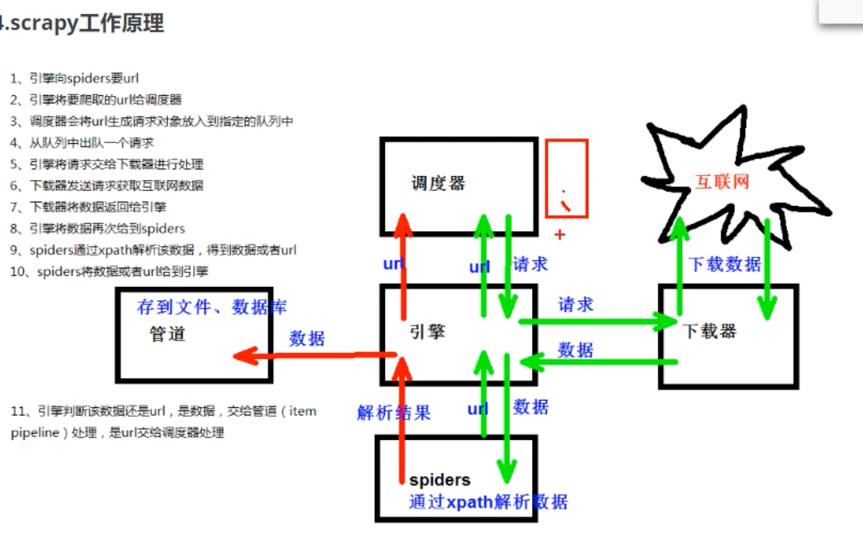 4.scrapy工作原理
1、引擎向spiders要url
2、引擎将要爬取的url给调度器
3、调度器会将url生成请求对象放入到指定的队列中
4、从队列中出队一个请求
5、引擎将请求交给下载器进行处理
6、下载器发送请求获取互联网数据
7、下载器将数据返回给引擎
8、引擎将数据再次给到spiders
9、spiders通过xpath解析该数据，得到数据或者url
10、spiders将数据或者url给到引擎
调度器
互联网
url
url
请求
下载数据
存到文件、数据库
管道
数据
引擎
请求
数据
下载器
11、引擎判断该数据还是url，是数据，交给管道（item
pipeline）处理，是url交给调度器处理
解析结果
url
数据
spiders
通过xpath解析数据